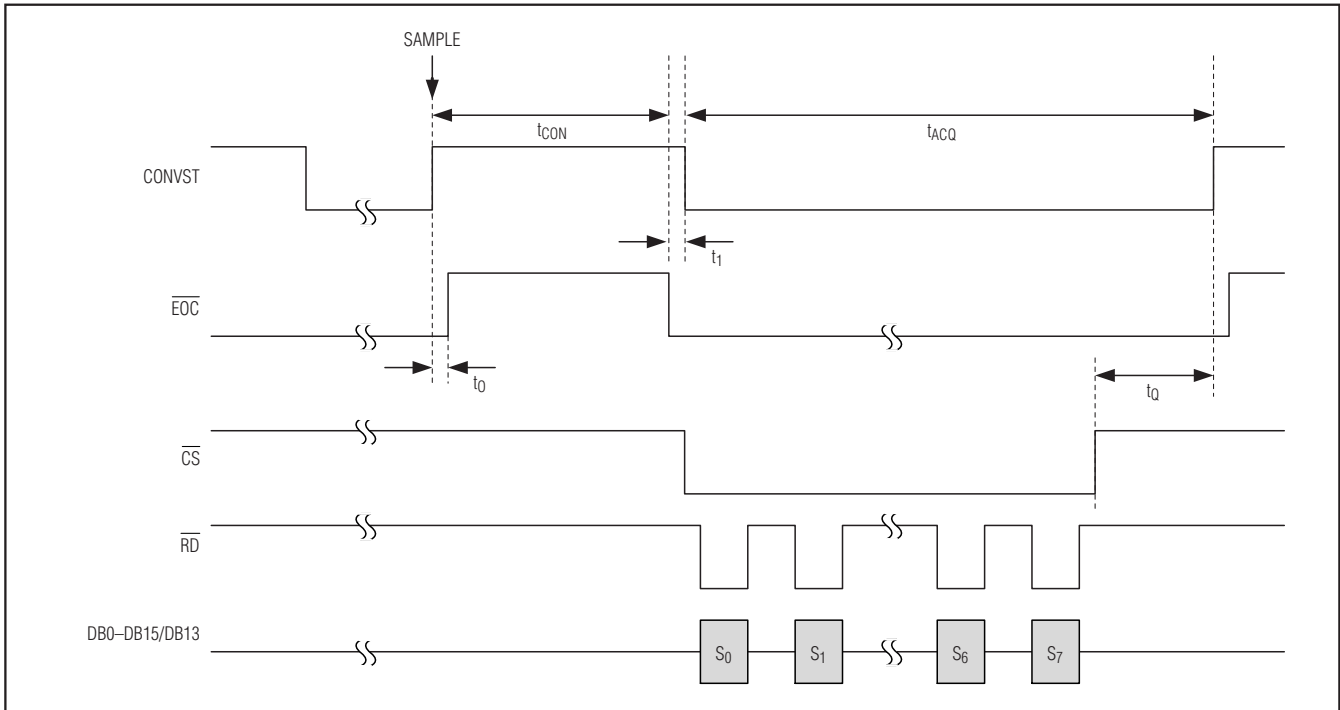 SAMPLE
tCON
tACQ
CONVST
t1
EOC
t0
tQ
CS
RD
DB0–DB15/DB13
S0
S1
S6
S7